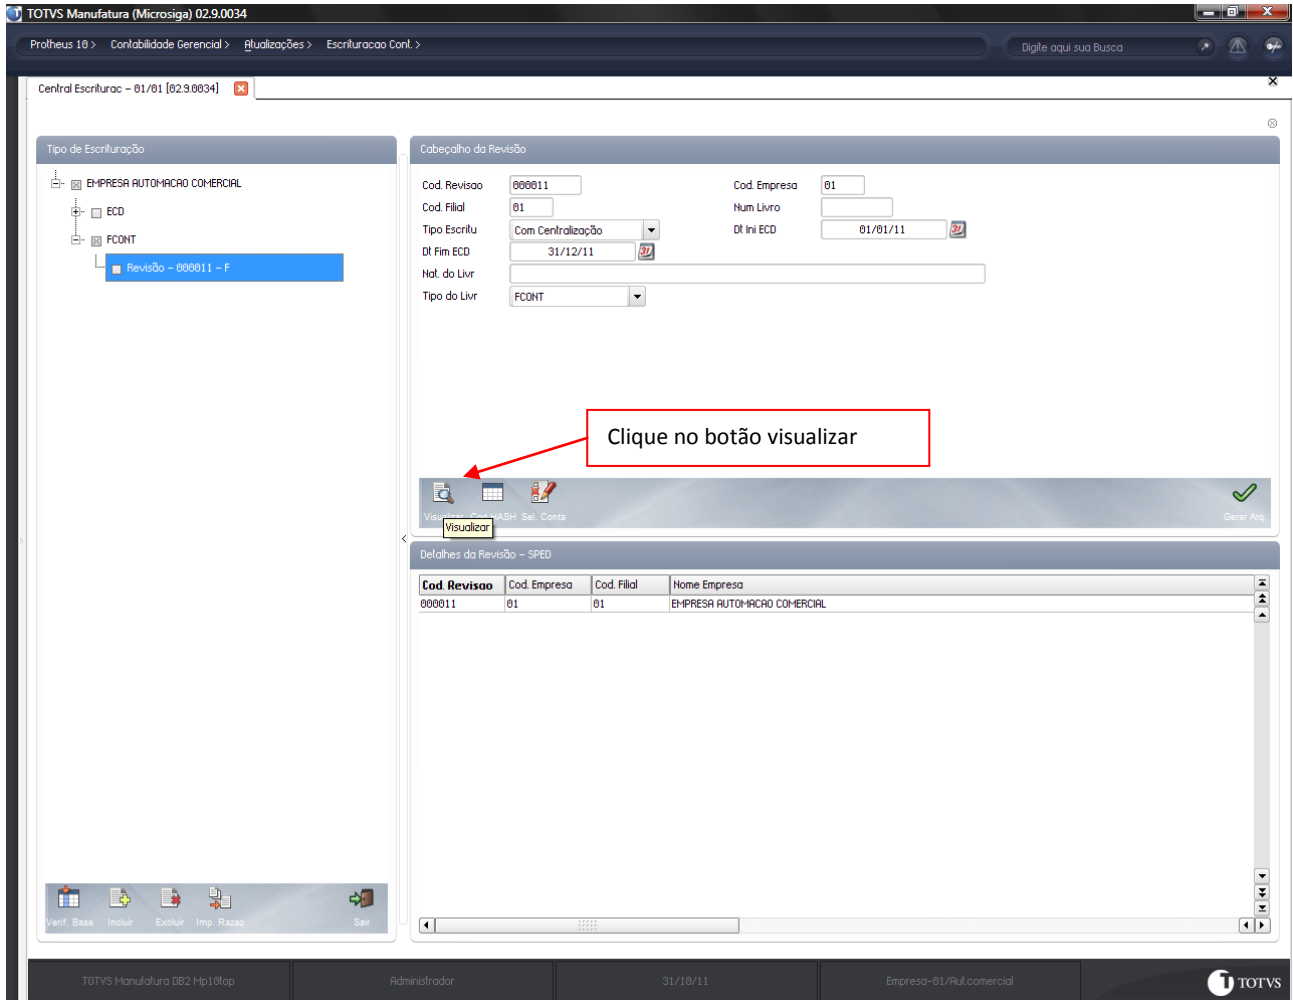 TOTVS Manufatura (Microsiga) 02.9.0034
Protheus 10 > Contabilidade Gerencial > Atualizações > Escrituracao Cont. >
Digite aqui sua Busca
Central Escriturac - 01/01 [02.9.0034]
Tipo de Escrituração
EMPRESA AUTOMACAO COMERCIAL
ECD
FCONT
Revisão - 000011 - F
Cabeçalho da Revisão
Cod. Revisao 000011 Cod. Empresa 01
Cod. Filial 01 Num Livro
Tipo Escritu Com Centralização Dt Ini ECD 01/01/11
Dt Fim ECD 31/12/11
Nat. do Livr
Tipo do Livr FCONT
Clique no botão visualizar
Sel. Conta
Gerar Arq.
Visualizar
Detalhes da Revisão - SPED
Cod. Revisao Cod. Empresa Cod. Filial Nome Empresa
000011 01 01 EMPRESA AUTOMACAO COMERCIAL
Verif. Base Incluir Excluir Imp. Razao Sair
TOTVS Manufatura DB2 Mp10top Administrador 31/10/11 Empresa-01/Aut.comercial TOTVS